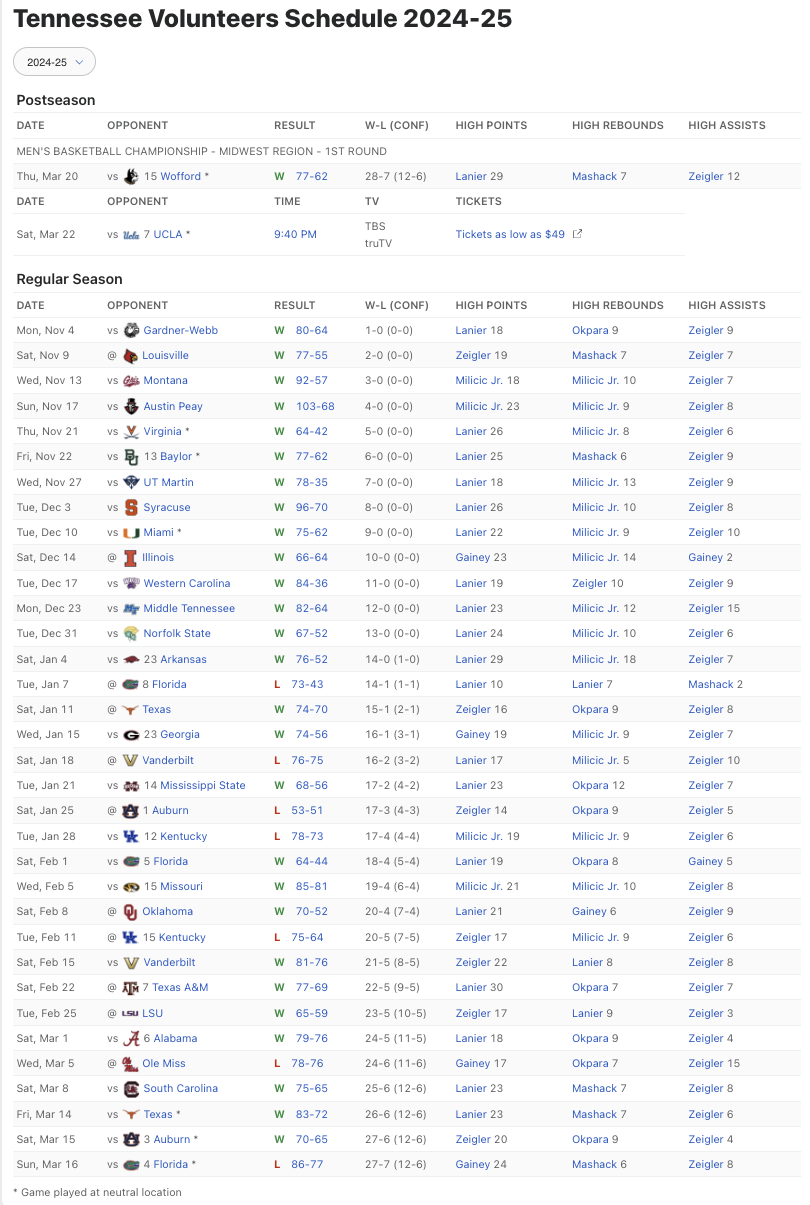 Tennessee Volunteers Schedule 2024-25
2024-25
Postseason
DATE OPPONENT RESULT W-L (CONF) HIGH POINTS HIGH REBOUNDS HIGH ASSISTS
MEN'S BASKETBALL CHAMPIONSHIP - MIDWEST REGION - 1ST ROUND
Thu, Mar 20 vs 15 Wofford * W 77-62 28-7 (12-6) Lanier 29 Mashack 7 Zeigler 12
DATE OPPONENT TIME TV TICKETS
Sat, Mar 22 vs Ucla 7 UCLA * 9:40 PM TBS truTV Tickets as low as $49
Regular Season
DATE OPPONENT RESULT W-L (CONF) HIGH POINTS HIGH REBOUNDS HIGH ASSISTS
Mon, Nov 4 vs Gardner-Webb W 80-64 1-0 (0-0) Lanier 18 Okpara 9 Zeigler 9
Sat, Nov 9 @ Louisville W 77-55 2-0 (0-0) Zeigler 19 Mashack 7 Zeigler 7
Wed, Nov 13 vs Montana W 92-57 3-0 (0-0) Milicic Jr. 18 Milicic Jr. 10 Zeigler 7
Sun, Nov 17 vs Austin Peay W 103-68 4-0 (0-0) Milicic Jr. 23 Milicic Jr. 9 Zeigler 8
Thu, Nov 21 vs Virginia * W 64-42 5-0 (0-0) Lanier 26 Milicic Jr. 8 Zeigler 6
Fri, Nov 22 vs 13 Baylor * W 77-62 6-0 (0-0) Lanier 25 Mashack 6 Zeigler 9
Wed, Nov 27 vs UT Martin W 78-35 7-0 (0-0) Lanier 18 Milicic Jr. 13 Zeigler 9
Tue, Dec 3 vs Syracuse W 96-70 8-0 (0-0) Lanier 26 Milicic Jr. 10 Zeigler 8
Tue, Dec 10 vs Miami * W 75-62 9-0 (0-0) Lanier 22 Milicic Jr. 9 Zeigler 10
Sat, Dec 14 @ Illinois W 66-64 10-0 (0-0) Gainey 23 Milicic Jr. 14 Gainey 2
Tue, Dec 17 vs Western Carolina W 84-36 11-0 (0-0) Lanier 19 Zeigler 10 Zeigler 9
Mon, Dec 23 vs Middle Tennessee W 82-64 12-0 (0-0) Lanier 23 Milicic Jr. 12 Zeigler 15
Tue, Dec 31 vs Norfolk State W 67-52 13-0 (0-0) Lanier 24 Milicic Jr. 10 Zeigler 6
Sat, Jan 4 vs 23 Arkansas W 76-52 14-0 (1-0) Lanier 29 Milicic Jr. 18 Zeigler 7
Tue, Jan 7 @ 8 Florida L 73-43 14-1 (1-1) Lanier 10 Lanier 7 Mashack 2
Sat, Jan 11 @ Texas W 74-70 15-1 (2-1) Zeigler 16 Okpara 9 Zeigler 8
Wed, Jan 15 vs 23 Georgia W 74-56 16-1 (3-1) Gainey 19 Milicic Jr. 9 Zeigler 7
Sat, Jan 18 @ Vanderbilt L 76-75 16-2 (3-2) Lanier 17 Milicic Jr. 5 Zeigler 10
Tue, Jan 21 vs 14 Mississippi State W 68-56 17-2 (4-2) Lanier 23 Okpara 12 Zeigler 7
Sat, Jan 25 @ 1 Auburn L 53-51 17-3 (4-3) Zeigler 14 Okpara 9 Zeigler 5
Tue, Jan 28 vs 12 Kentucky L 78-73 17-4 (4-4) Milicic Jr. 19 Milicic Jr. 9 Zeigler 6
Sat, Feb 1 vs 5 Florida W 64-44 18-4 (5-4) Lanier 19 Okpara 8 Gainey 5
Wed, Feb 5 vs 15 Missouri W 85-81 19-4 (6-4) Milicic Jr. 21 Milicic Jr. 10 Zeigler 8
Sat, Feb 8 @ Oklahoma W 70-52 20-4 (7-4) Lanier 21 Gainey 6 Zeigler 9
Tue, Feb 11 @ 15 Kentucky L 75-64 20-5 (7-5) Zeigler 17 Milicic Jr. 9 Zeigler 6
Sat, Feb 15 vs Vanderbilt W 81-76 21-5 (8-5) Zeigler 22 Lanier 8 Zeigler 8
Sat, Feb 22 @ 7 Texas A&M W 77-69 22-5 (9-5) Lanier 30 Okpara 7 Zeigler 7
Tue, Feb 25 @ LSU LSU W 65-59 23-5 (10-5) Zeigler 17 Lanier 9 Zeigler 3
Sat, Mar 1 vs 6 Alabama W 79-76 24-5 (11-5) Lanier 18 Okpara 9 Zeigler 4
Wed, Mar 5 @ Ole Miss L 78-76 24-6 (11-6) Gainey 17 Okpara 7 Zeigler 15
Sat, Mar 8 vs South Carolina W 75-65 25-6 (12-6) Lanier 23 Mashack 7 Zeigler 8
Fri, Mar 14 vs Texas * W 83-72 26-6 (12-6) Lanier 23 Mashack 7 Zeigler 6
Sat, Mar 15 vs 3 Auburn * W 70-65 27-6 (12-6) Zeigler 20 Okpara 9 Zeigler 4
Sun, Mar 16 vs 4 Florida * L 86-77 27-7 (12-6) Gainey 24 Mashack 6 Zeigler 8
* Game played at neutral location